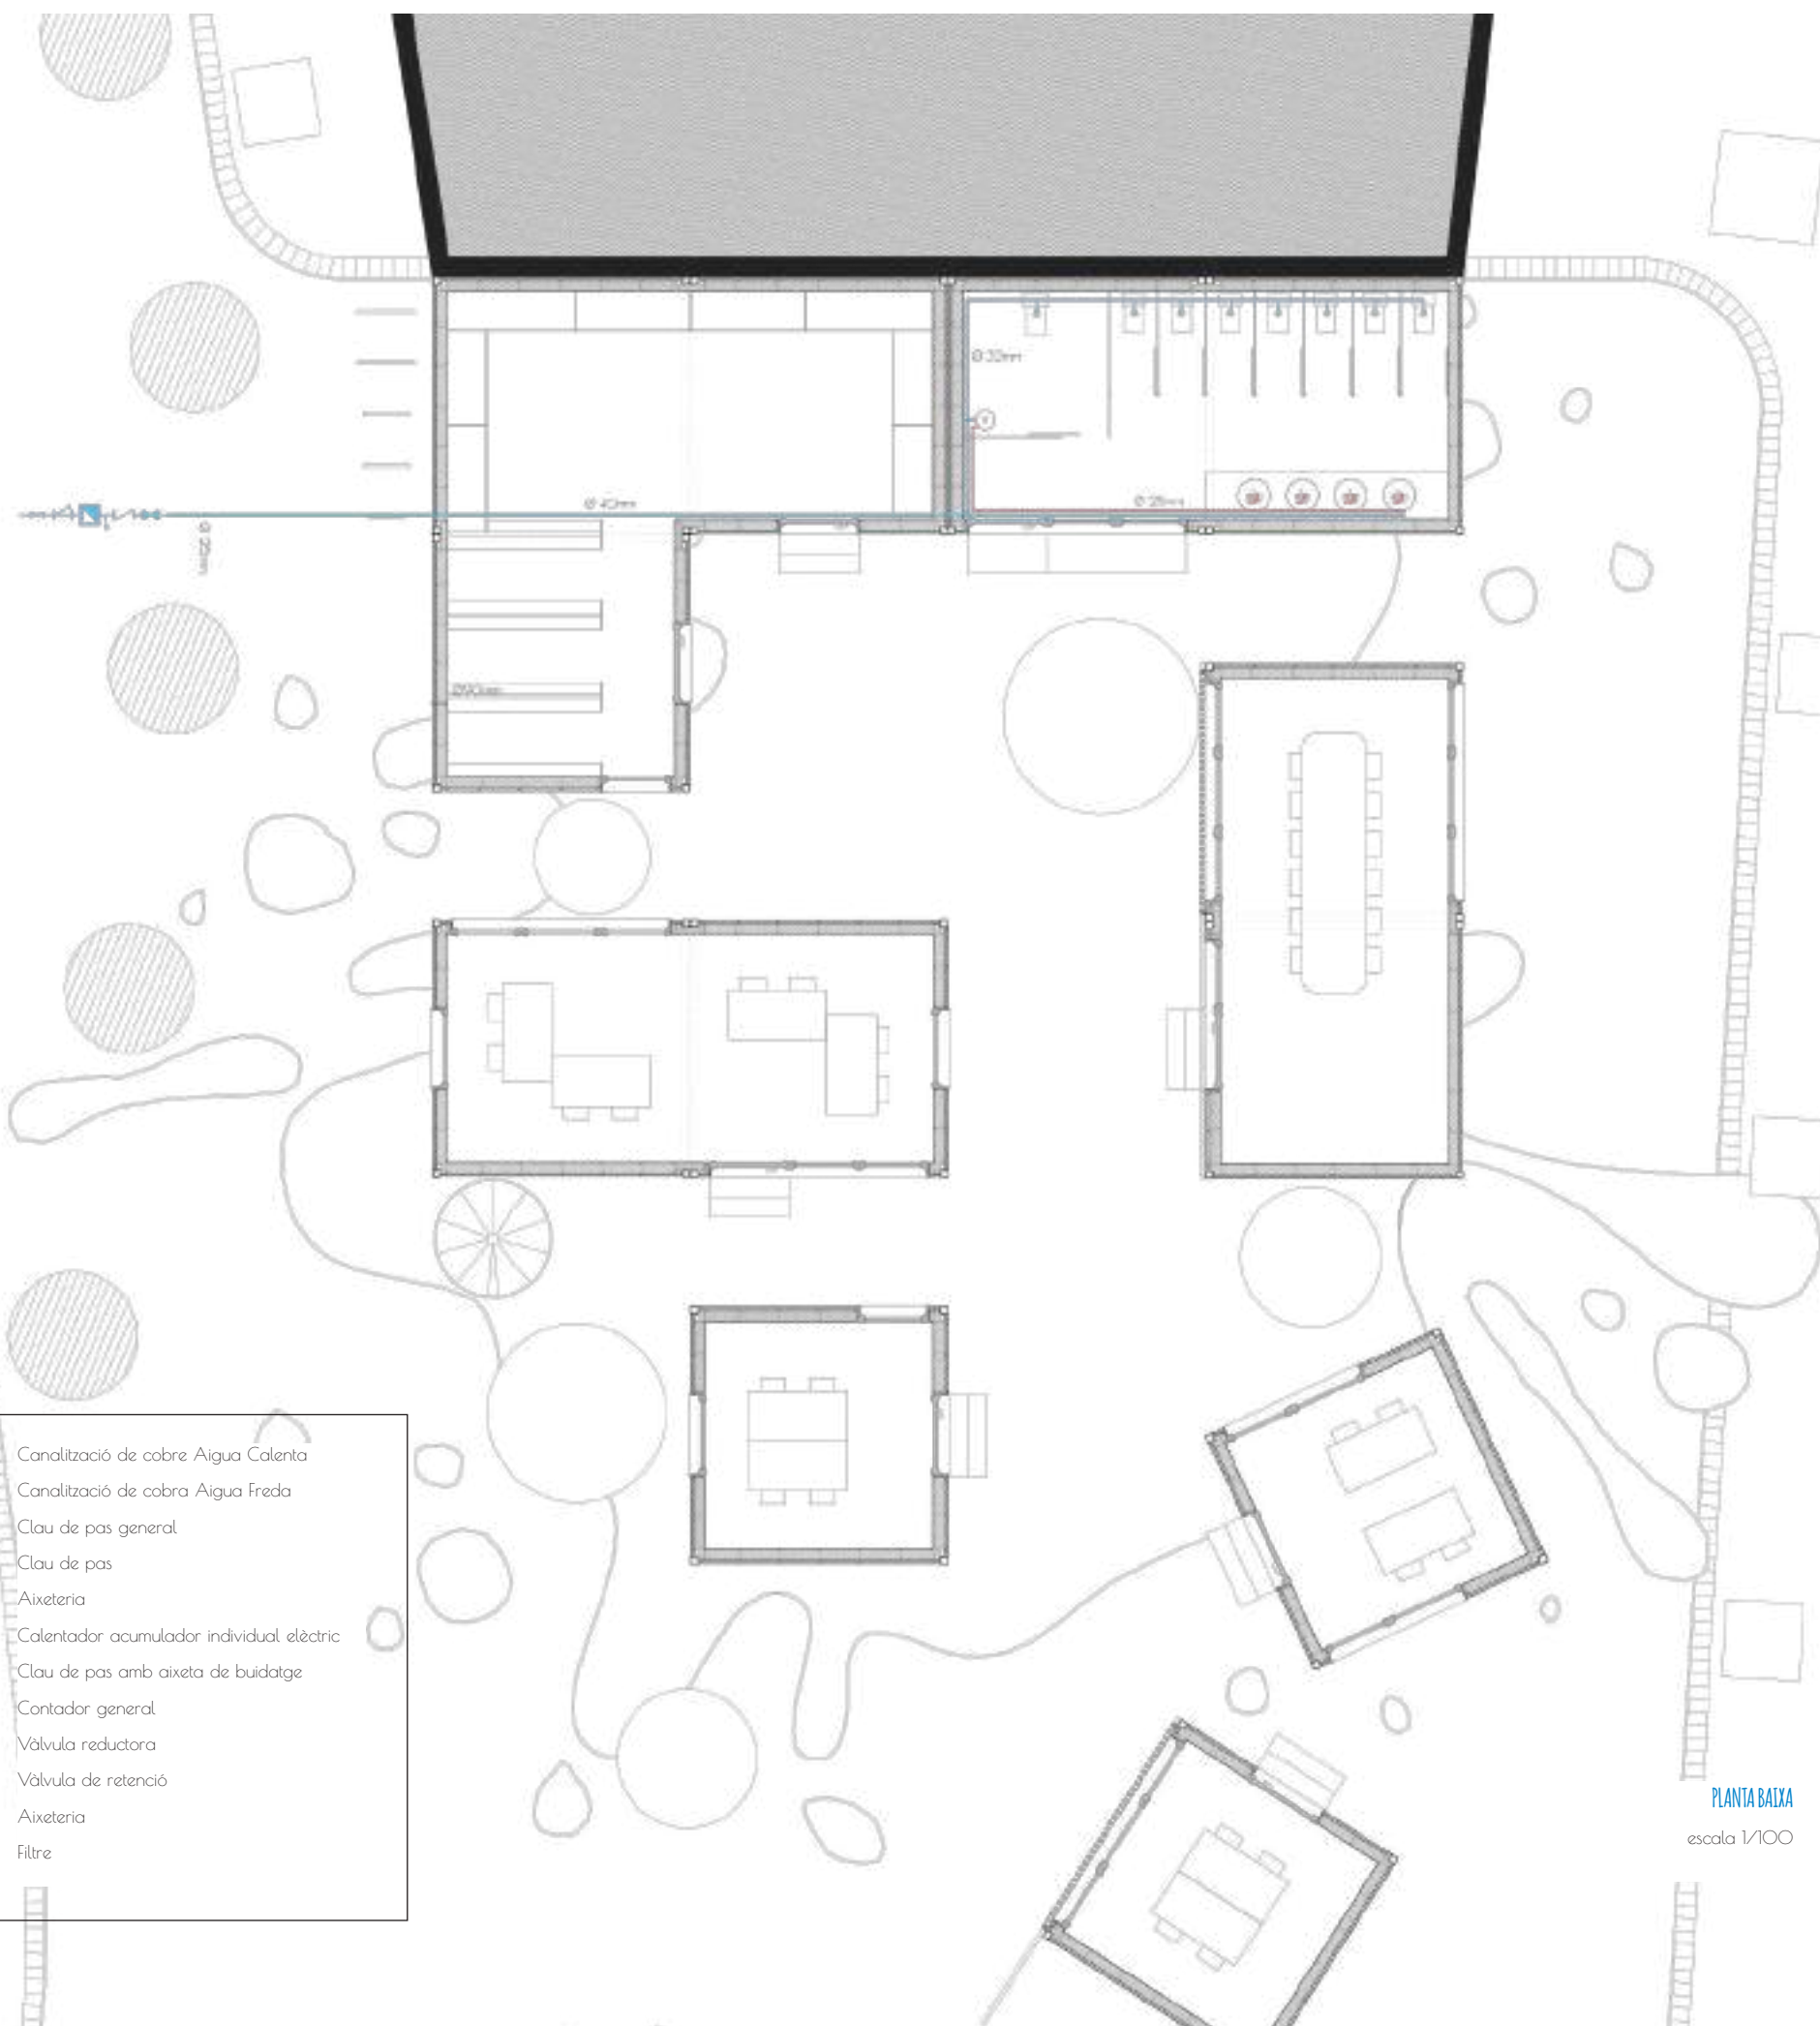 Ø 32mm
Ø 40mm
Canalització de cobre Aigua Calenta
Canalització de cobra Aigua Freda
Clau de pas general
Clau de pas
Aixeteria
Calentador acumulador individual elèctric
Clau de pas amb aixeta de buidatge
Contador general
Vàlvula reductora
Vàlvula de retenció
Aixeteria
Filtre
PLANTA BAIXA
escala 1/100